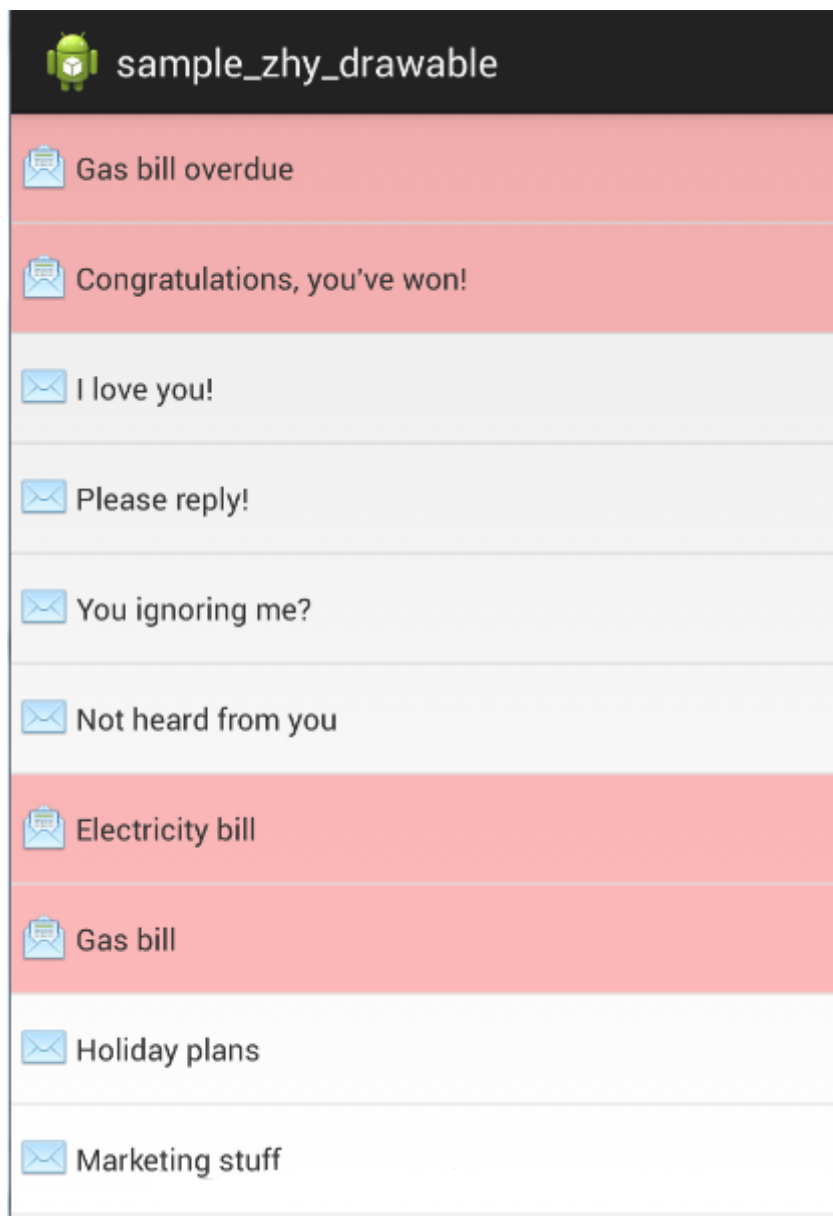 sample_zhy_drawable
Gas bill overdue
Congratulations, you've won!
I love you!
Please reply!
You ignoring me?
Not heard from you
Electricity bill
Gas bill
Holiday plans
Marketing stuff